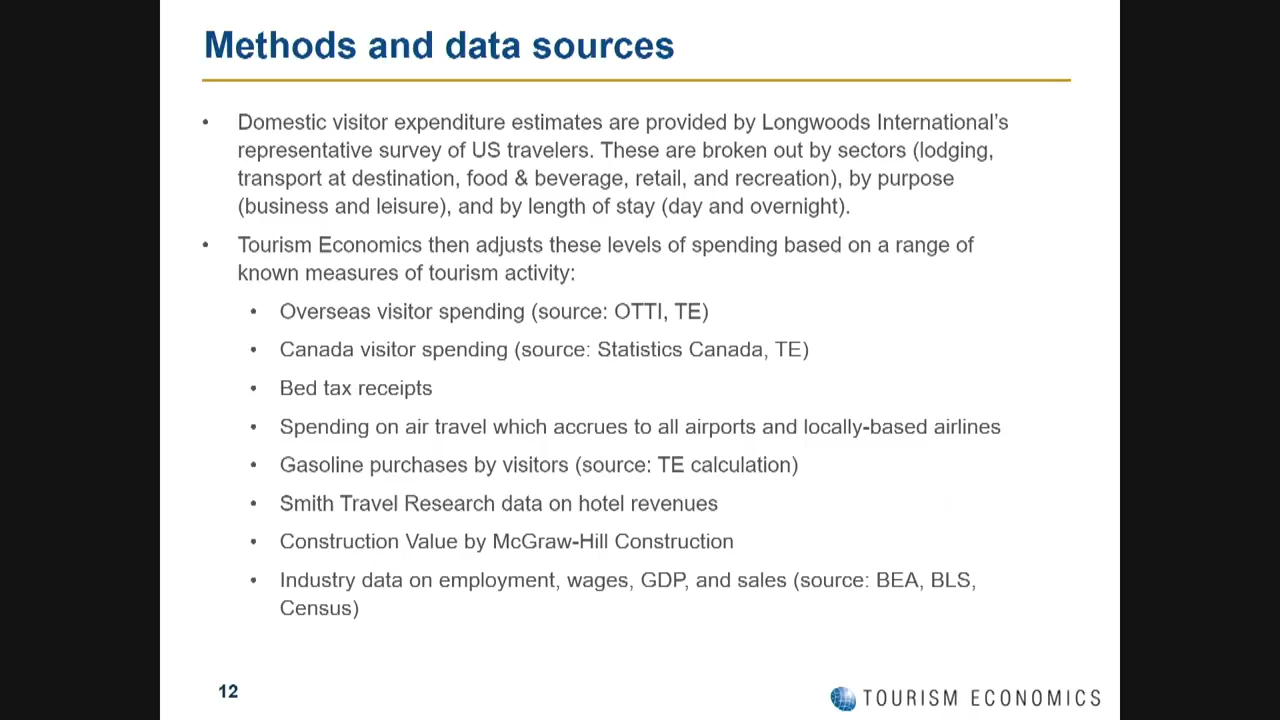 Methods and data sources
• Domestic visitor expenditure estimates are provided by Longwoods International's
representative survey of US travelers. These are broken out by sectors (lodging,
transport at destination, food & beverage, retail, and recreation), by purpose
(business and leisure), and by length of stay (day and overnight).
• Tourism Economics then adjusts these levels of spending based on a range of
known measures of tourism activity:
• Overseas visitor spending (source: OTTI, TE)
• Canada visitor spending (source: Statistics Canada, TE)
• Bed tax receipts
• Spending on air travel which accrues to all airports and locally-based airlines
• Gasoline purchases by visitors (source: TE calculation)
• Smith Travel Research data on hotel revenues
• Construction Value by McGraw-Hill Construction
• Industry data on employment, wages, GDP, and sales (source: BEA, BLS,
Census)
12
TOURISM ECONOMICS